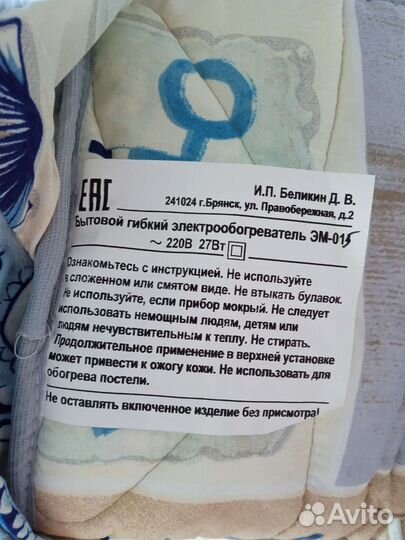 EAC
И.П. Беликин Д. В.
241024 г.Брянск, ул. Правобережная, д.2
Бытовой гибкий электрообогреватель ЭМ-015
~ 220В 27Вт
Ознакомьтесь с инструкцией. Не используйте
в сложенном или смятом виде. Не втыкать булавок.
Не используйте, если прибор мокрый. Не следует
использовать немощным людям, детям или
людям нечувствительным к теплу. Не стирать.
Продолжительное применение в верхней установке
может привести к ожогу кожи. Не использовать для
обогрева постели.
Не оставлять включенное изделие без присмотра!
Avito